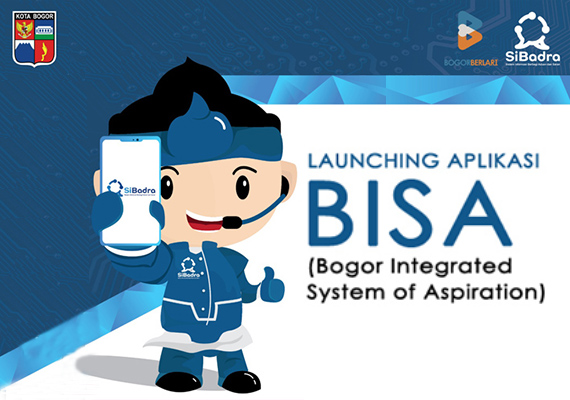 KOTA BOGOR
BOGORBERLARI
SiBadra
SiBadra
LAUNCHING APLIKASI
BISA
(Bogor Integrated
System of Aspiration)
SiBadra